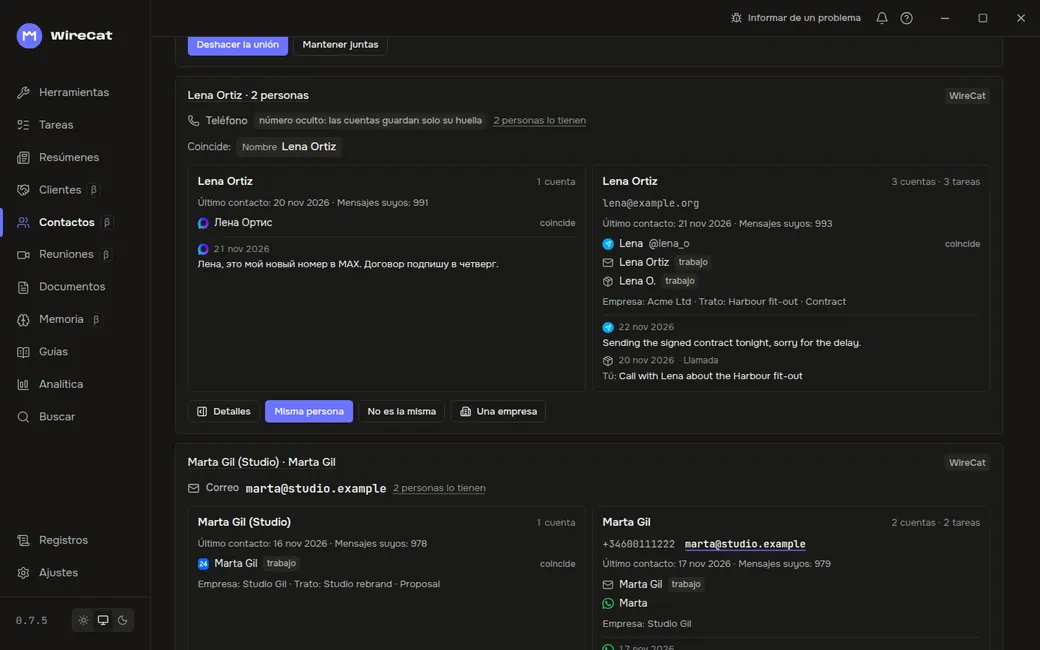 Informar de un problema
WireCat
Herramientas
Tareas
Resúmenes
Clientes β
Contactos β
Reuniones β
Documentos
Memoria β
Guías
Analítica
Buscar
Registros
Ajustes
0.7.5
Deshacer la unión
Mantener juntas
Lena Ortiz · 2 personas
WireCat
Teléfono número oculto: las cuentas guardan solo su huella 2 personas lo tienen
Coincide: Nombre Lena Ortiz
Lena Ortiz
1 cuenta
Último contacto: 20 nov 2026 · Mensajes suyos: 991
Лена Ортис
coincide
21 nov 2026
Лена, это мой новый номер в MAX. Договор подпишу в четверг.
Lena Ortiz
3 cuentas · 3 tareas
lena@example.org
Último contacto: 21 nov 2026 · Mensajes suyos: 993
Lena @lena_o
coincide
Lena Ortiz trabajo
Lena O. trabajo
Empresa: Acme Ltd · Trato: Harbour fit-out · Contract
22 nov 2026
Sending the signed contract tonight, sorry for the delay.
20 nov 2026 · Llamada
Tú: Call with Lena about the Harbour fit-out
Detalles
Misma persona
No es la misma
Una empresa
Marta Gil (Studio) · Marta Gil
WireCat
Correo marta@studio.example 2 personas lo tienen
Marta Gil (Studio)
1 cuenta
Último contacto: 16 nov 2026 · Mensajes suyos: 978
24 Marta Gil trabajo
coincide
Empresa: Studio Gil · Trato: Studio rebrand · Proposal
Marta Gil
2 cuentas · 2 tareas
+34600111222 marta@studio.example
Último contacto: 17 nov 2026 · Mensajes suyos: 979
Marta Gil trabajo
Marta
Empresa: Studio Gil
17 nov 2026